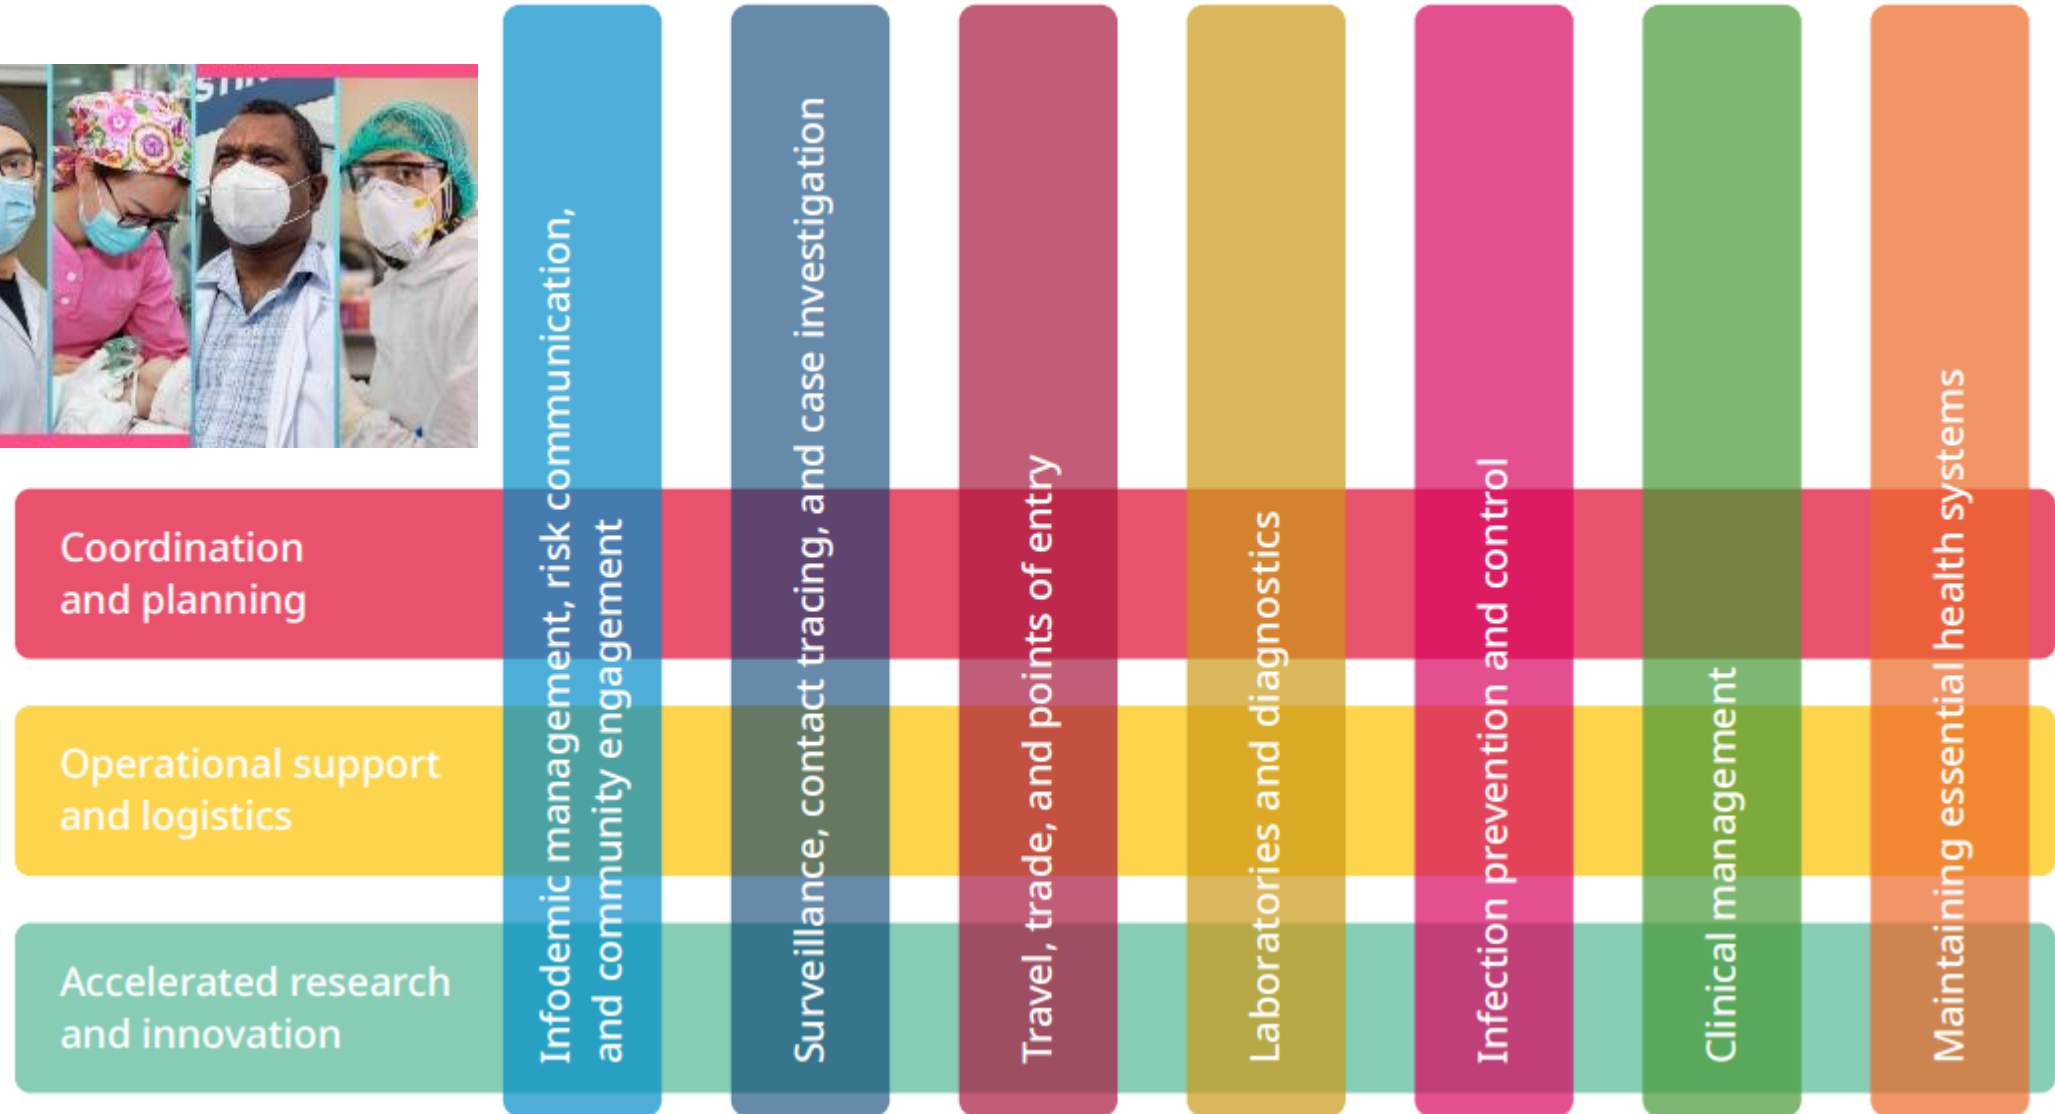 Infodemic management, risk communication,
and community engagement
Surveillance, contact tracing, and case investigation
Travel, trade, and points of entry
Laboratories and diagnostics
Infection prevention and control
Clinical management
Maintaining essential health systems
Coordination
and planning
Operational support
and logistics
Accelerated research
and innovation